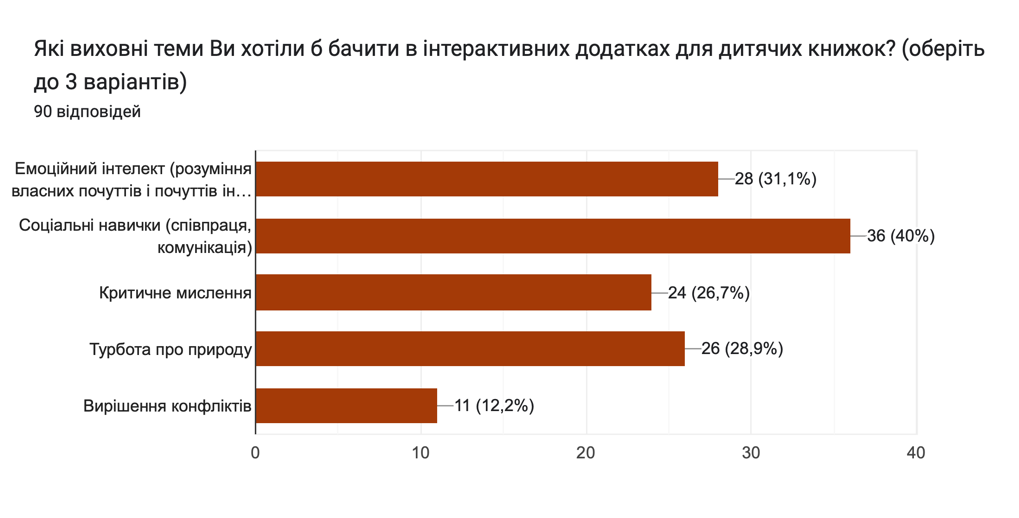 Які виховні теми Ви хотіли б бачити в інтерактивних додатках для дитячих книжок? (оберіть
до 3 варіантів)
90 відповідей
Емоційний інтелект (розуміння
власних почуттів і почуттів ін…
28 (31,1%)
Соціальні навички (співпраця,
комунікація)
36 (40%)
Критичне мислення
24 (26,7%)
Турбота про природу
26 (28,9%)
Вирішення конфліктів
11 (12,2%)
0 10 20 30 40